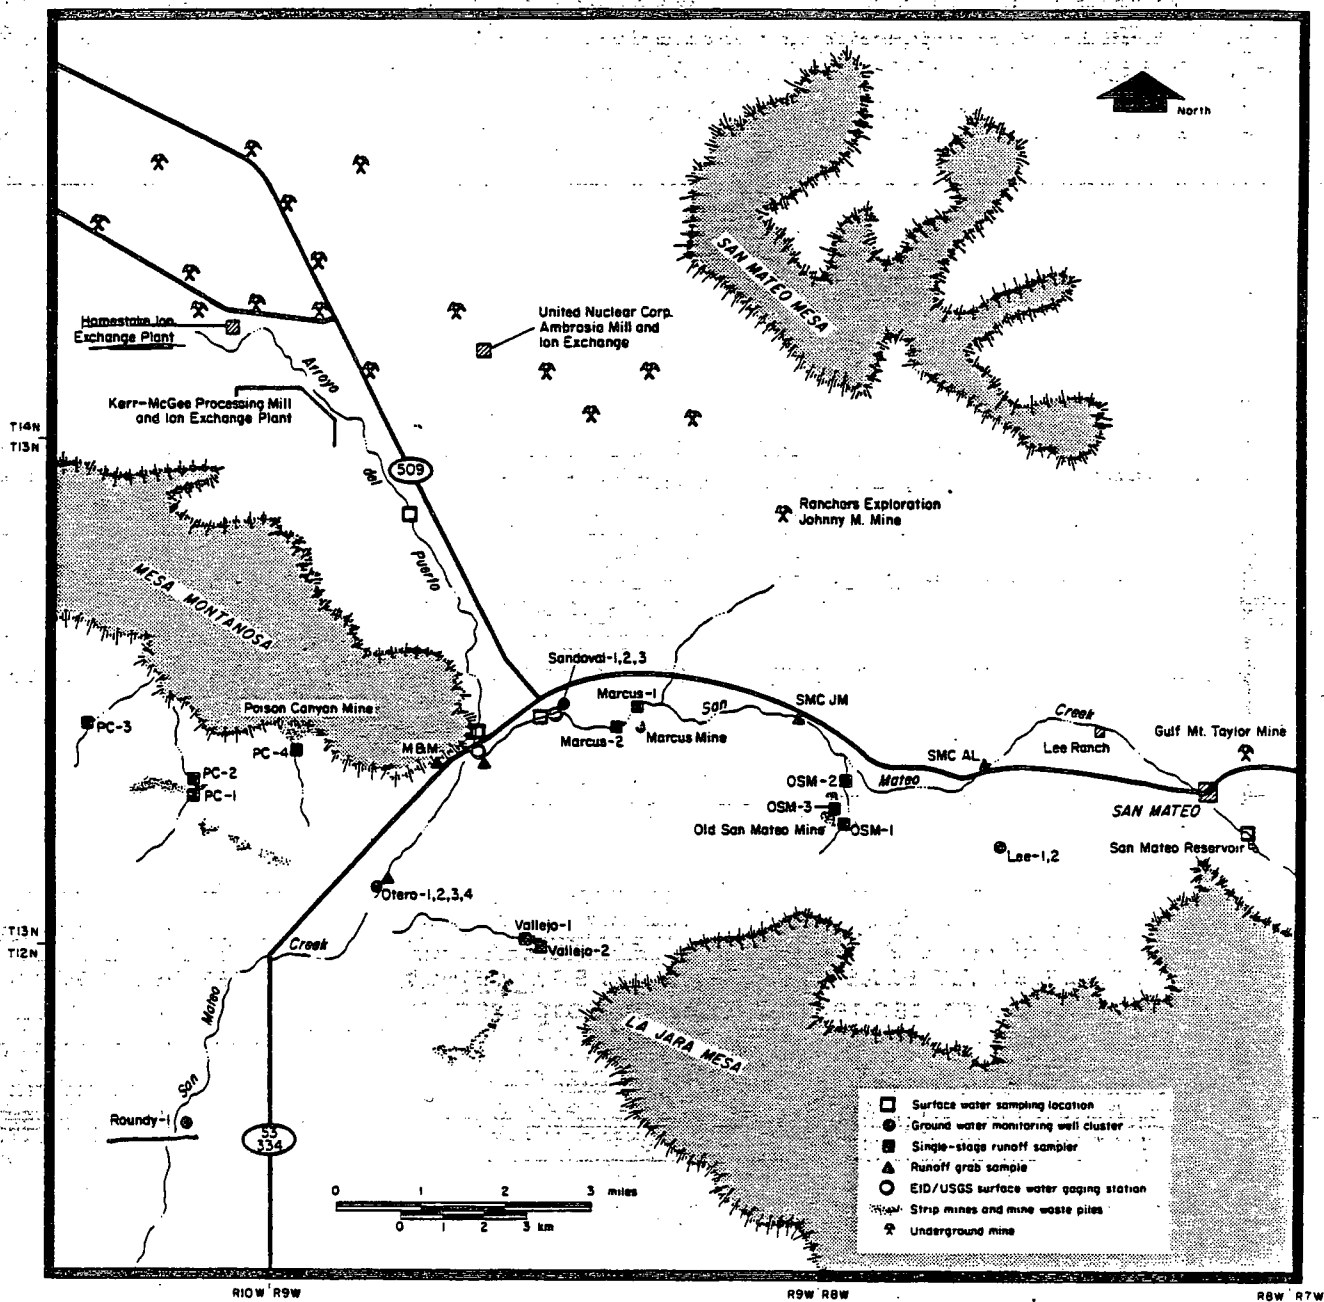 North
SAN MATEO MESA
United Nuclear Corp.
Ambrosia Mill and
Ion Exchange
Homestake Ion
Exchange Plant
Arroyo
Kerr-McGee Processing Mill
and Ion Exchange Plant
T14N
T13N
509
del
Ranchers Exploration
Johnny M. Mine
Puerto
MESA MONTANOSA
Sandoval-1,2,3
Marcus-1
San
SMC JM
Poison Canyon Mine
Creek
PC-3
Marcus-2
Marcus Mine
Lee Ranch
Gulf Mt. Taylor Mine
PC-4
M&M
SMC AL
PC-2
OSM-2
Mateo
PC-1
OSM-3
SAN MATEO
Old San Mateo Mine
OSM-1
San Mateo Reservoir
Lee-1,2
Otero-1,2,3,4
T13N
T12N
Vallejo-1
Creek
Vallejo-2
Mateo
LA JARA MESA
San
Roundy-1
53
334
Surface water sampling location
Ground water monitoring well cluster
Single-stage runoff sampler
Runoff grab sample
EID/USGS surface water gaging station
Strip mines and mine waste piles
Underground mine
0 1 2 3 miles
0 1 2 3 km
R10W R9W
R9W R8W
R8W R7W